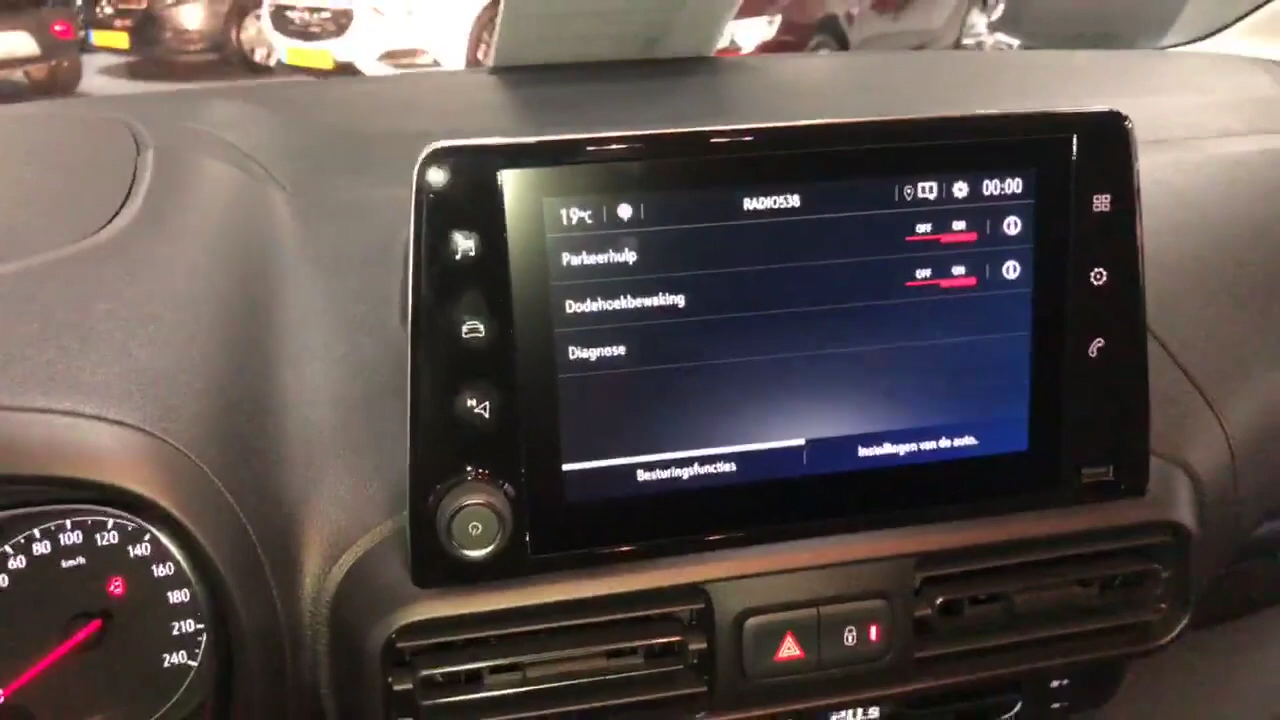 19°C
RADIO538
00:00
OFF ON
Parkeerhulp
OFF ON
Dodehoekbewaking
Diagnose
Besturingsfuncties
Instellingen van de auto.
N
60 80 100 120 140 160 180 210 240
km/h